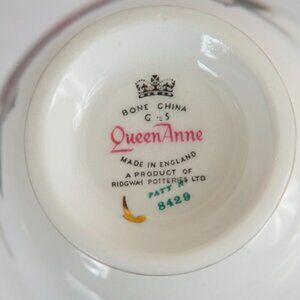 BONE CHINA
G S
Queen Anne
MADE IN ENGLAND
A PRODUCT OF
RIDGWAY POTTERIES LTD
PATT No
8429